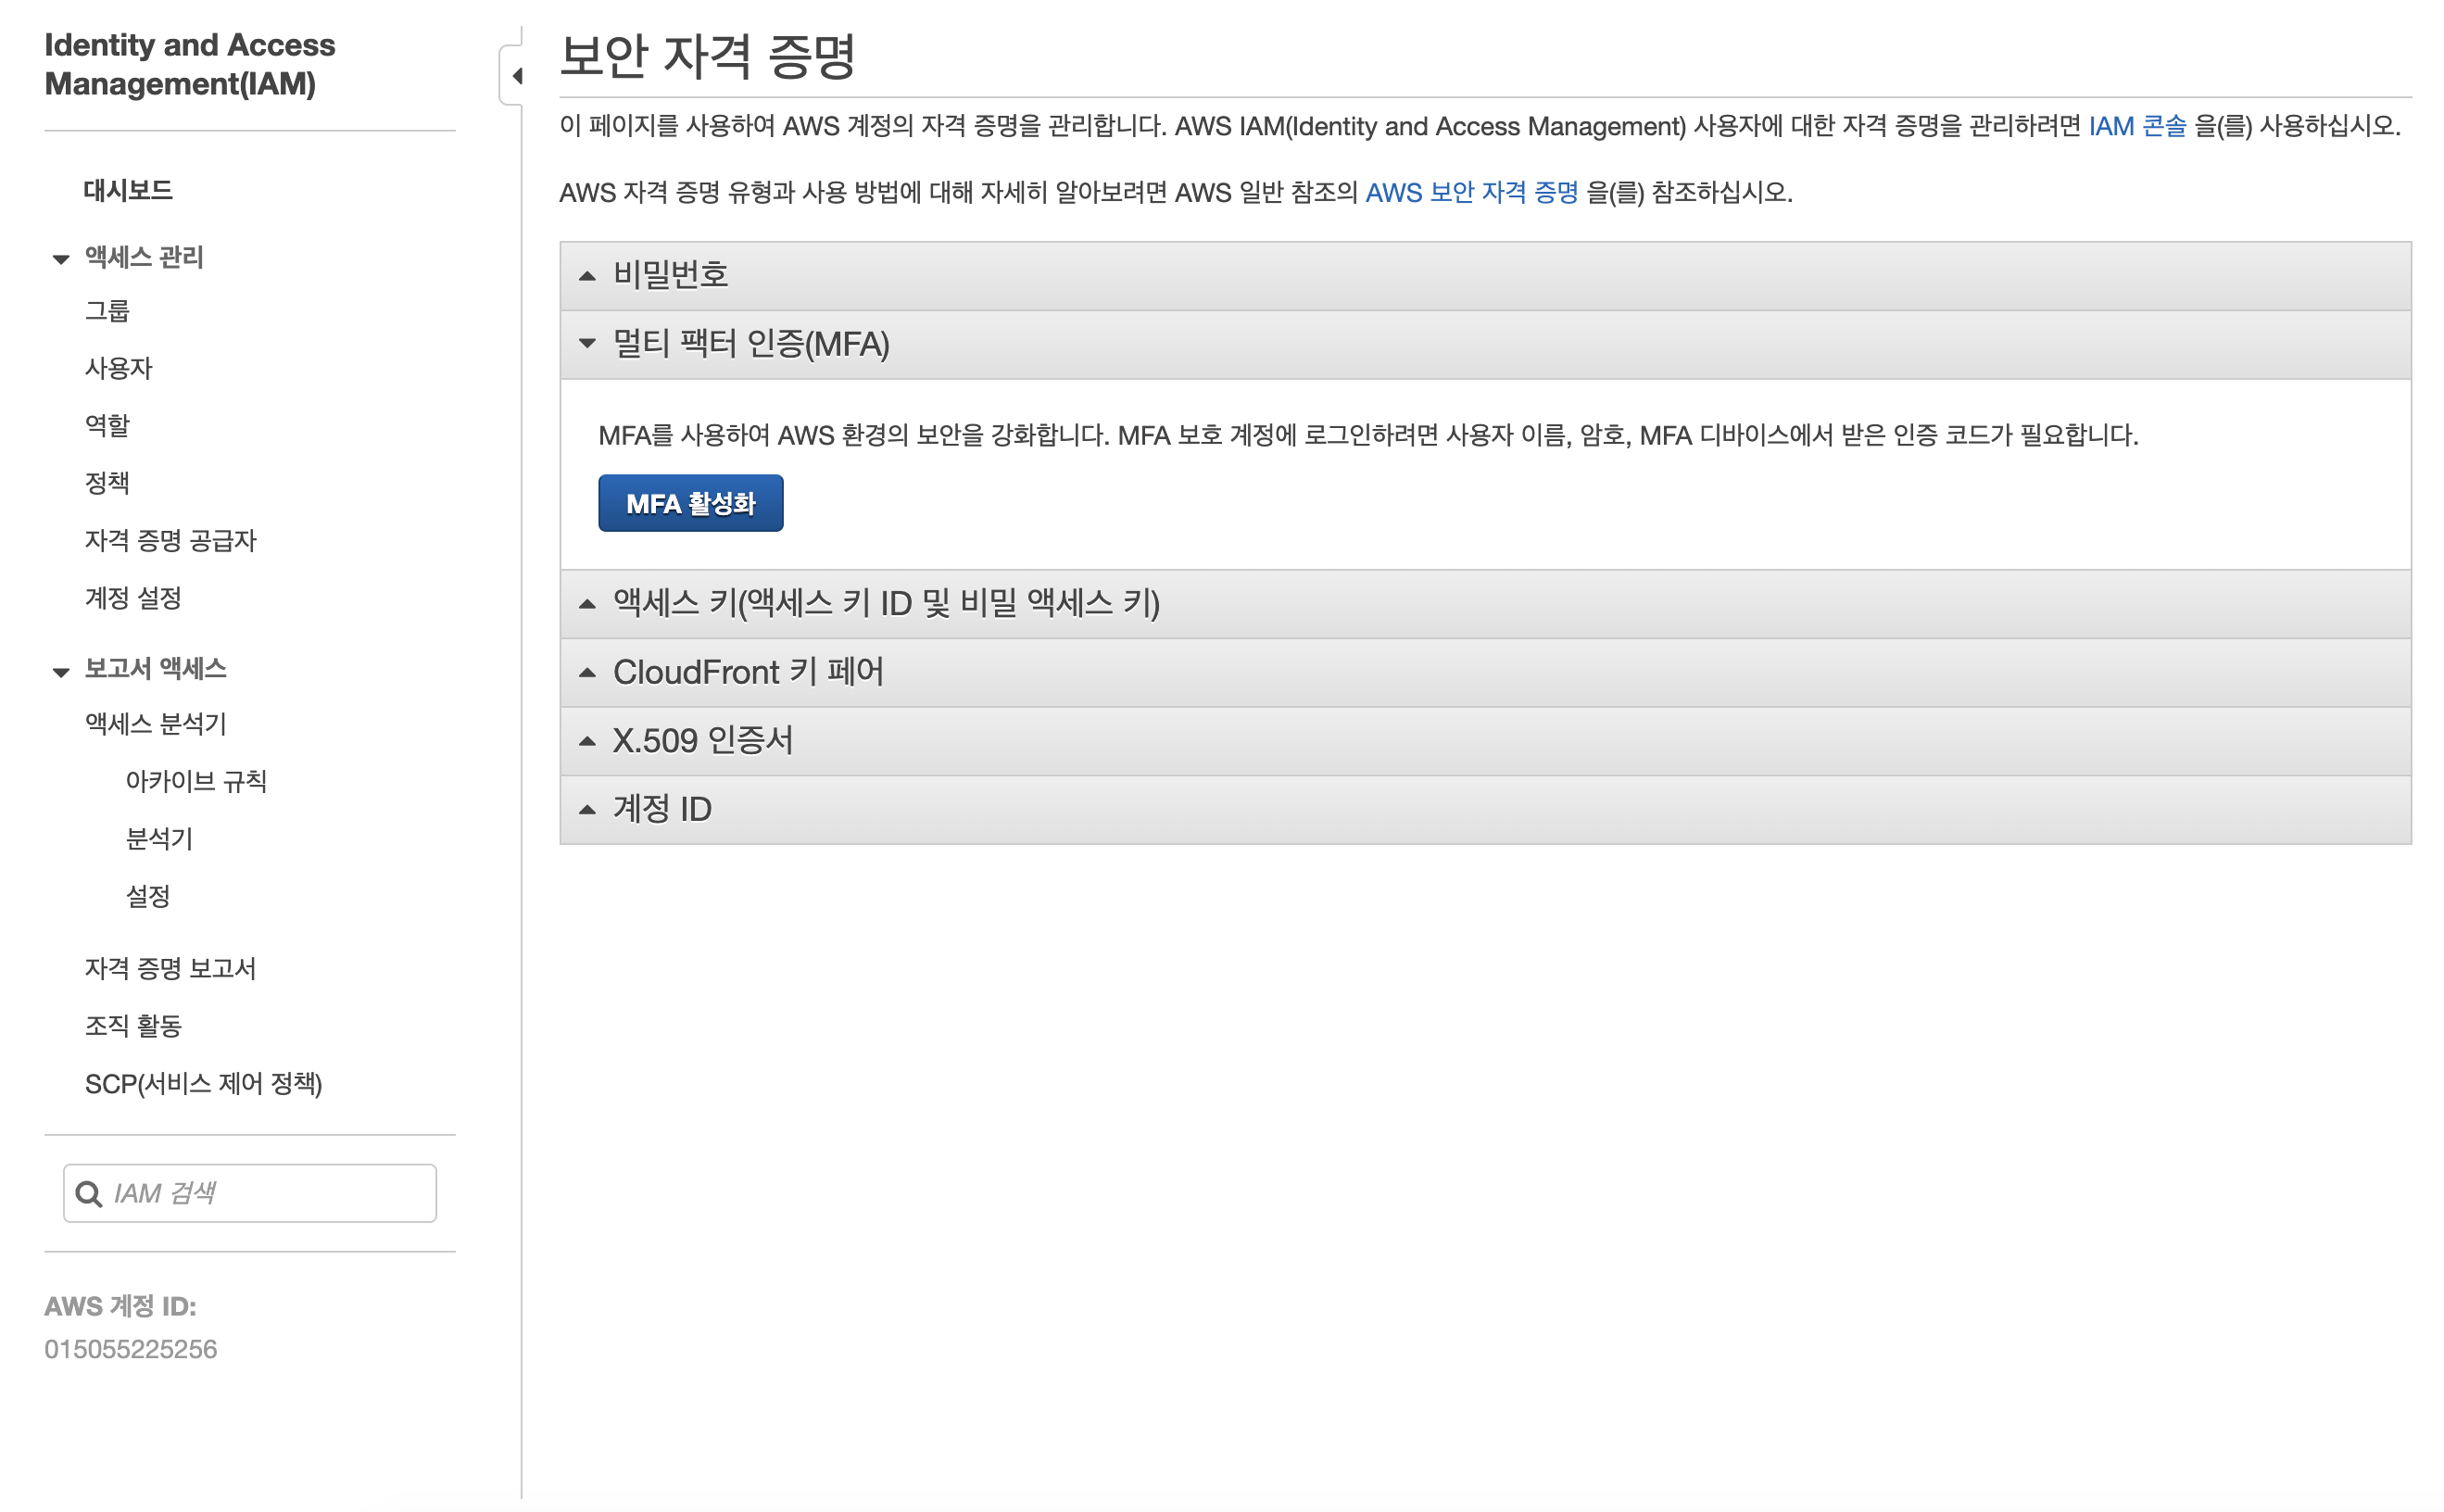 Identity and Access
Management(IAM)
대시보드
액세스 관리
그룹
사용자
역할
정책
자격 증명 공급자
계정 설정
보고서 액세스
액세스 분석기
아카이브 규칙
분석기
설정
자격 증명 보고서
조직 활동
SCP(서비스 제어 정책)
IAM 검색
AWS 계정 ID:
015055225256
보안 자격 증명
이 페이지를 사용하여 AWS 계정의 자격 증명을 관리합니다. AWS IAM(Identity and Access Management) 사용자에 대한 자격 증명을 관리하려면 IAM 콘솔 을(를) 사용하십시오.
AWS 자격 증명 유형과 사용 방법에 대해 자세히 알아보려면 AWS 일반 참조의 AWS 보안 자격 증명 을(를) 참조하십시오.
비밀번호
멀티 팩터 인증(MFA)
MFA를 사용하여 AWS 환경의 보안을 강화합니다. MFA 보호 계정에 로그인하려면 사용자 이름, 암호, MFA 디바이스에서 받은 인증 코드가 필요합니다.
MFA 활성화
액세스 키(액세스 키 ID 및 비밀 액세스 키)
CloudFront 키 페어
X.509 인증서
계정 ID